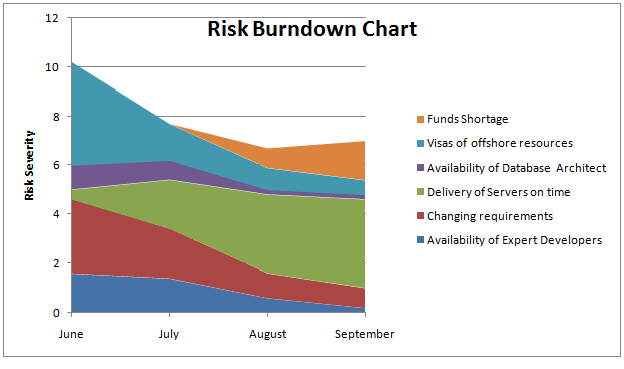 Risk Burndown Chart
12
10
8
6
4
2
0
Risk Severity
June July August September
Funds Shortage
Visas of offshore resources
Availability of Database Architect
Delivery of Servers on time
Changing requirements
Availability of Expert Developers